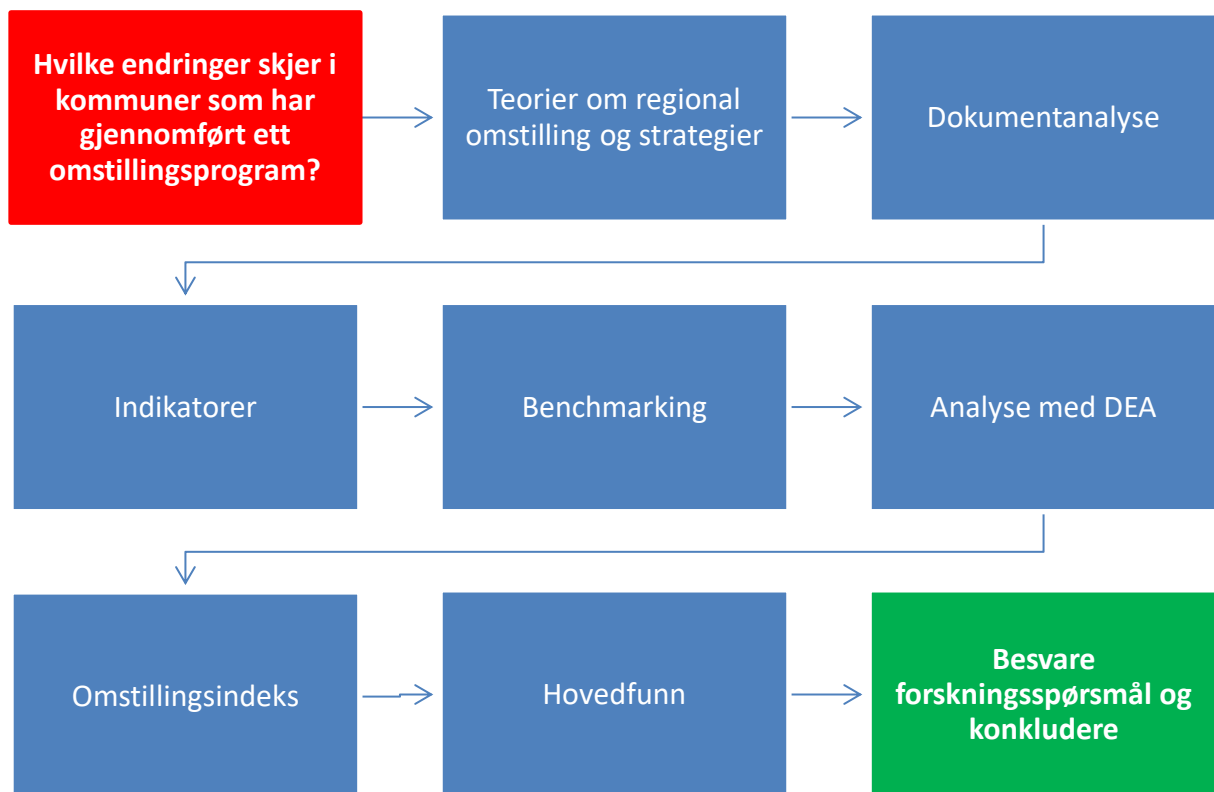 Hvilke endringer skjer i
kommuner som har
gjennomført ett
omstillingsprogram?
Teorier om regional
omstilling og strategier
Dokumentanalyse
Indikatorer
Benchmarking
Analyse med DEA
Omstillingsindeks
Hovedfunn
Besvare
forskningsspørsmål og
konkludere